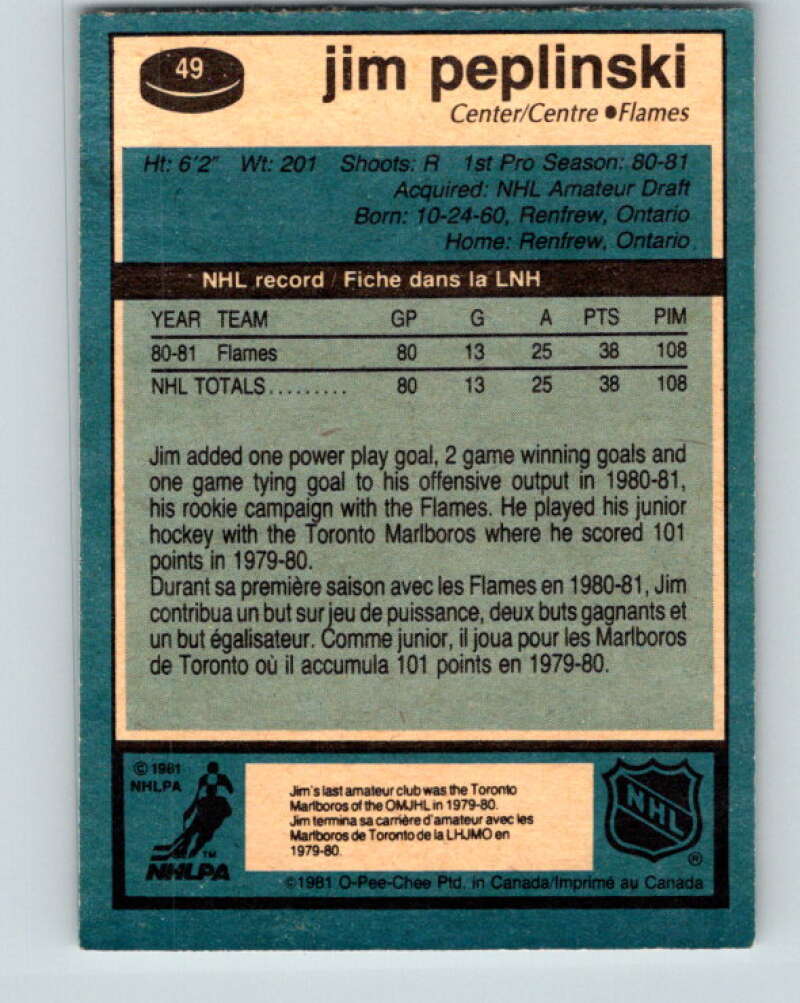 49
jim peplinski
Center/Centre ●Flames
Ht: 6'2" Wt: 201 Shoots: R 1st Pro Season: 80-81
Acquired: NHL Amateur Draft
Born: 10-24-60, Renfrew, Ontario
Home: Renfrew, Ontario
NHL record / Fiche dans la LNH
YEAR TEAM GP G A PTS PIM
80-81 Flames 80 13 25 38 108
NHL TOTALS......... 80 13 25 38 108
Jim added one power play goal, 2 game winning goals and
one game tying goal to his offensive output in 1980-81,
his rookie campaign with the Flames. He played his junior
hockey with the Toronto Marlboros where he scored 101
points in 1979-80.
Durant sa première saison avec les Flames en 1980-81, Jim
contribua un but sur jeu de puissance, deux buts gagnants et
un but égalisateur. Comme junior, il joua pour les Marlboros
de Toronto où il accumula 101 points en 1979-80.
© 1981
NHLPA
TM
NHLPA
Jim's last amateur club was the Toronto
Marlboros of the OMJHL in 1979-80.
Jim termina sa carrière d'amateur avec les
Marlboros de Toronto de la LHJMO en
1979-80.
NHL
®
©1981 O-Pee-Chee Ptd. in Canada/Imprimé au Canada